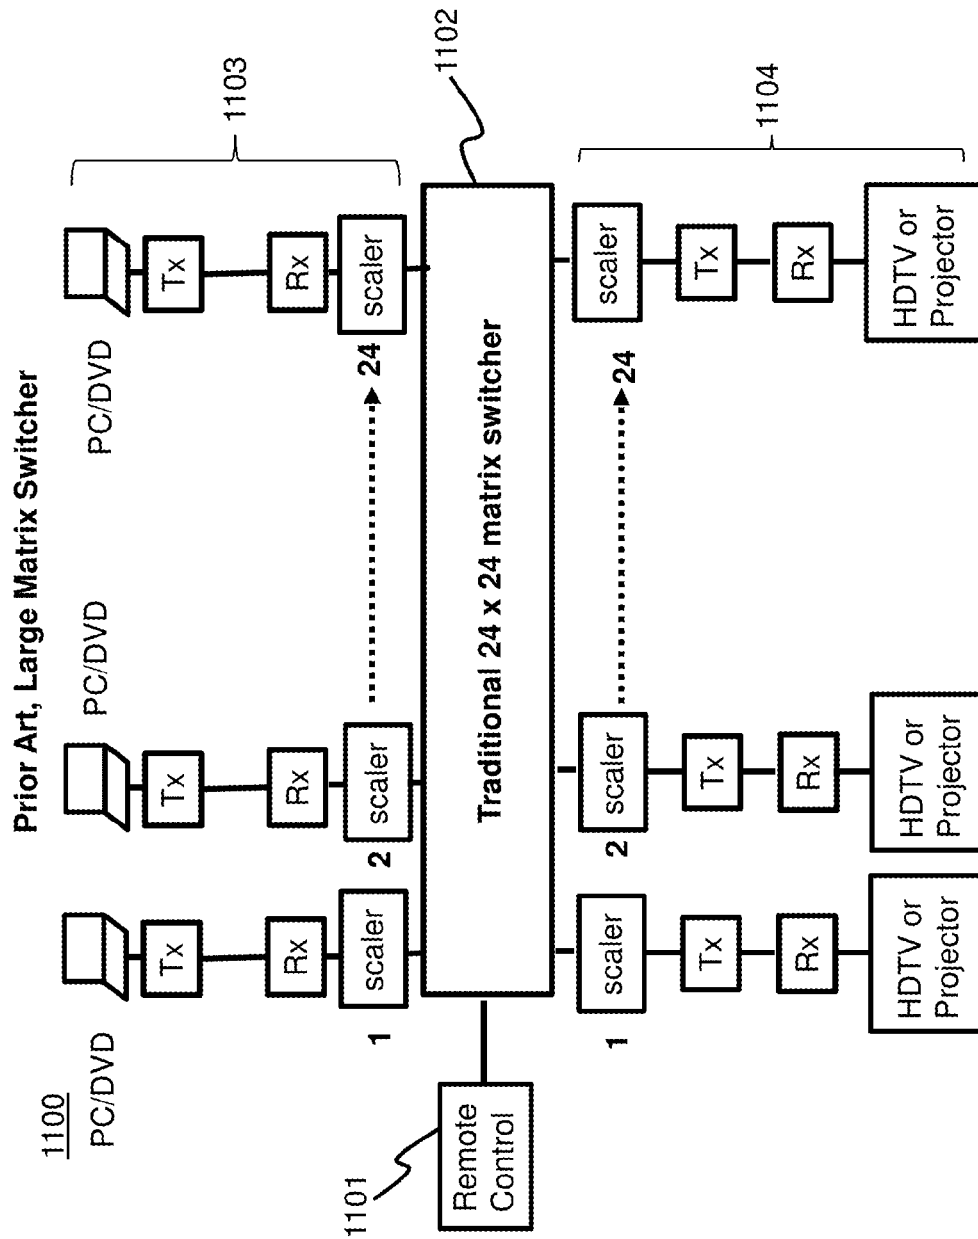 Prior Art, Large Matrix Switcher
1100
PC/DVD
PC/DVD
PC/DVD
1103
Tx
Tx
Tx
Rx
Rx
Rx
1
scaler
2
scaler
24
scaler
1101
Remote
Control
Traditional 24 x 24 matrix switcher
1102
1
scaler
2
scaler
24
scaler
1104
Tx
Tx
Tx
Rx
Rx
Rx
HDTV or
Projector
HDTV or
Projector
HDTV or
Projector